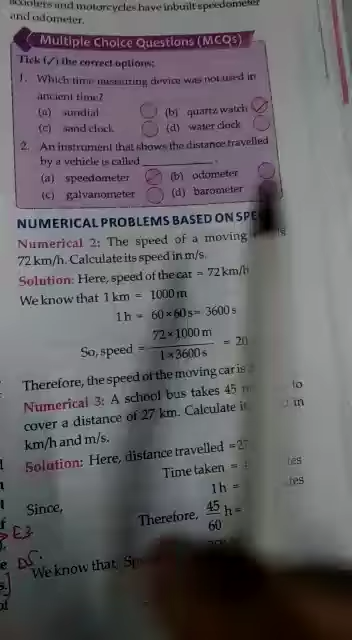 scooters and motorcycles have inbuilt speedometer
and odometer.
Multiple Choice Questions (MCQs)
Tick (✓) the correct options:
1. Which time measuring device was not used in
ancient time?
(a) sundial
(b) quartz watch
(c) sand clock
(d) water clock
2. An instrument that shows the distance travelled
by a vehicle is called ____________.
(a) speedometer
(b) odometer
(c) galvanometer
(d) barometer
NUMERICAL PROBLEMS BASED ON SPE
Numerical 2: The speed of a moving
72 km/h. Calculate its speed in m/s.
Solution: Here, speed of the car = 72 km/h
We know that 1 km = 1000 m
1 h = 60×60 s = 3600 s
So, speed = 72×1000 m / 1×3600 s = 20
Therefore, the speed of the moving car is
Numerical 3: A school bus takes 45 to
cover a distance of 27 km. Calculate in
km/h and m/s.
Solution: Here, distance travelled = 27
Time taken =
1 h =
Since,
Therefore, 45/60 h =
E3
We know that, Sp